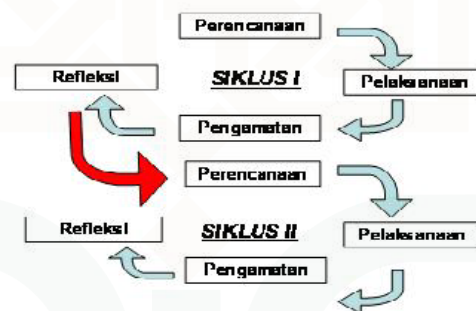 Perencanaan
Refleksi
SIKLUS I
Pelaksanaan
Pengamatan
Perencanaan
Refleksi
SIKLUS II
Pelaksanaan
Pengamatan